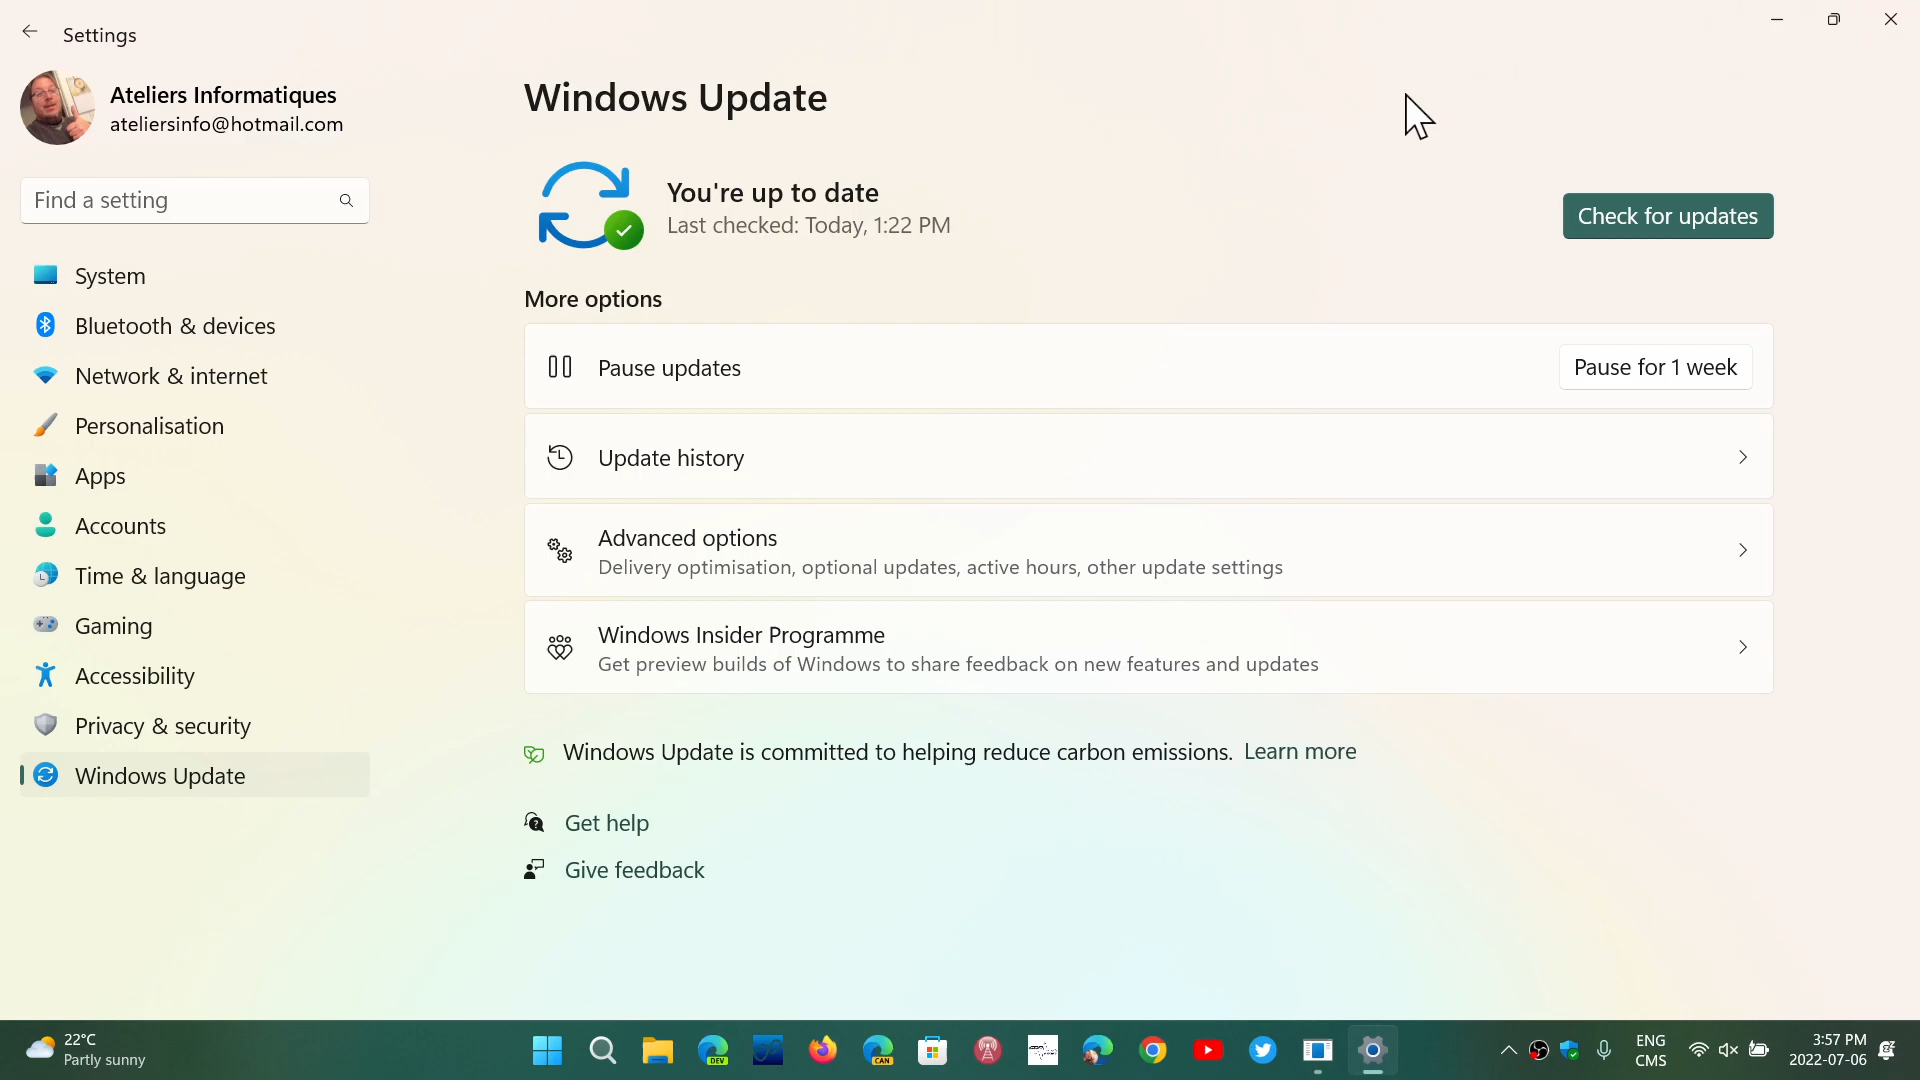 Settings
Ateliers Informatiques
ateliersinfo@hotmail.com
Find a setting
System
Bluetooth & devices
Network & internet
Personalisation
Apps
Accounts
Time & language
Gaming
Accessibility
Privacy & security
Windows Update
Windows Update
You're up to date
Last checked: Today, 1:22 PM
Check for updates
More options
Pause updates
Pause for 1 week
Update history
Advanced options
Delivery optimisation, optional updates, active hours, other update settings
Windows Insider Programme
Get preview builds of Windows to share feedback on new features and updates
Windows Update is committed to helping reduce carbon emissions. Learn more
Get help
Give feedback
22°C
Partly sunny
DEV
CAN
ENG
CMS
3:57 PM
2022-07-06